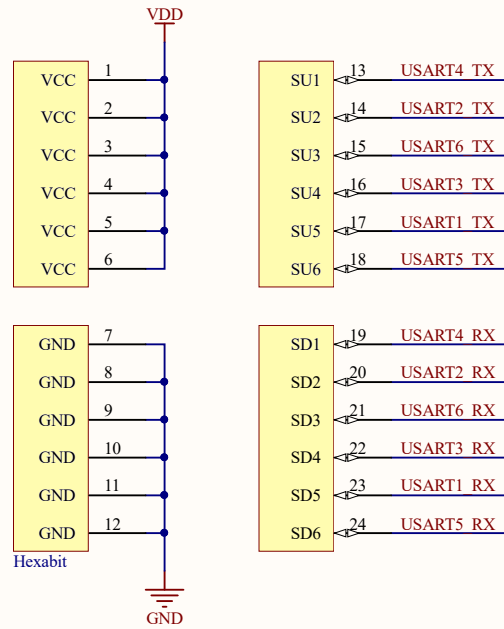 VDD
VCC 1
VCC 2
VCC 3
VCC 4
VCC 5
VCC 6
SU1 13 USART4_TX
SU2 14 USART2_TX
SU3 15 USART6_TX
SU4 16 USART3_TX
SU5 17 USART1_TX
SU6 18 USART5_TX
GND 7
GND 8
GND 9
GND 10
GND 11
GND 12
Hexabit
GND
SD1 19 USART4_RX
SD2 20 USART2_RX
SD3 21 USART6_RX
SD4 22 USART3_RX
SD5 23 USART1_RX
SD6 24 USART5_RX